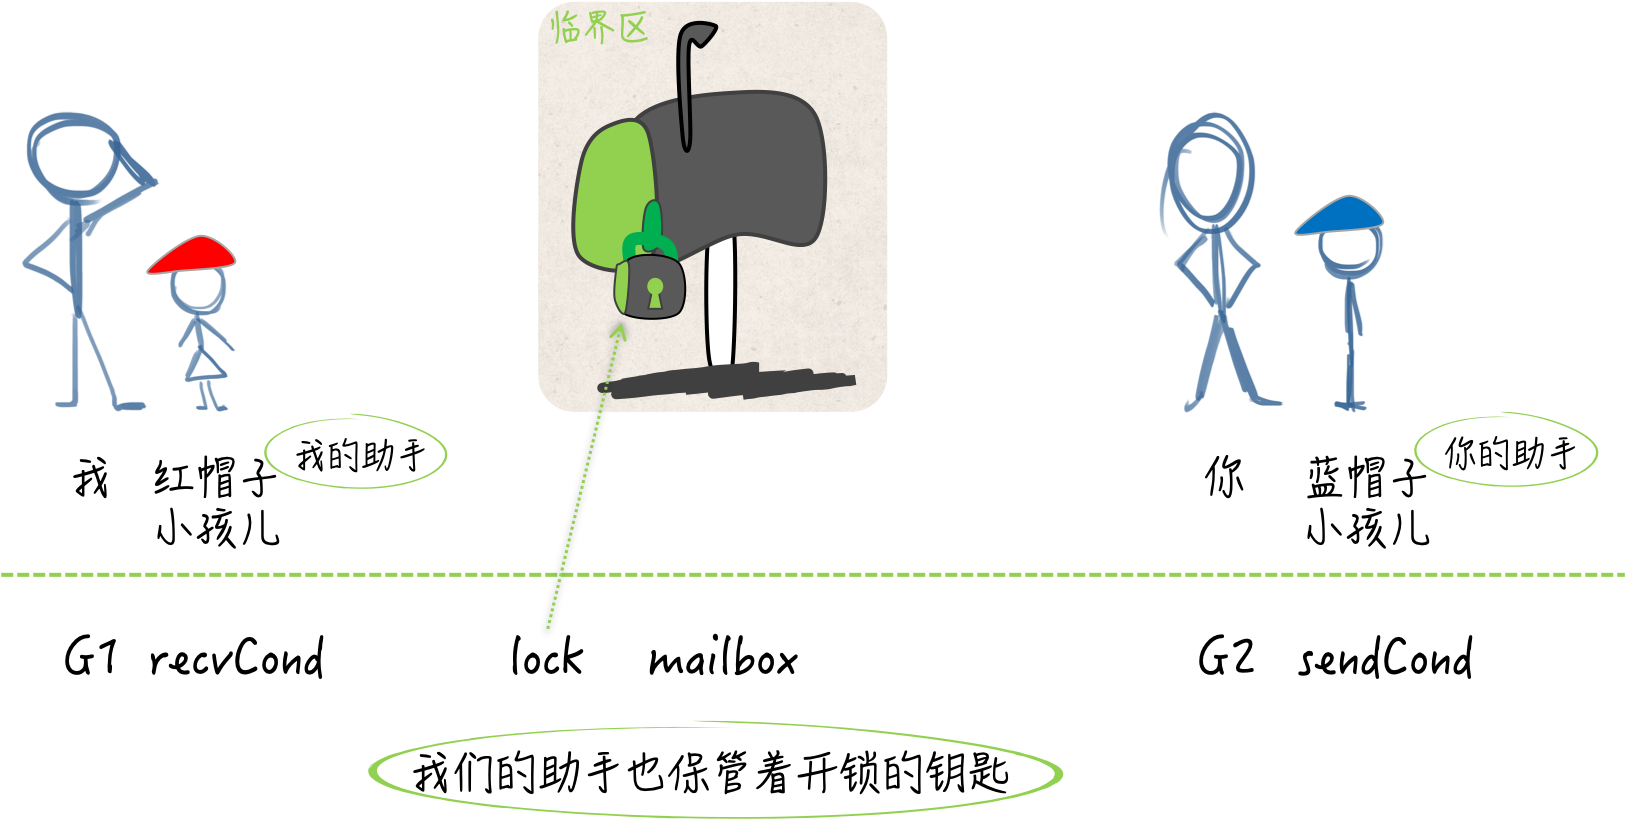 临界区
我的助手
你的助手
我 红帽子
小孩儿
你 蓝帽子
小孩儿
G1 recvCond lock mailbox G2 sendCond
我们的助手也保管着开锁的钥匙